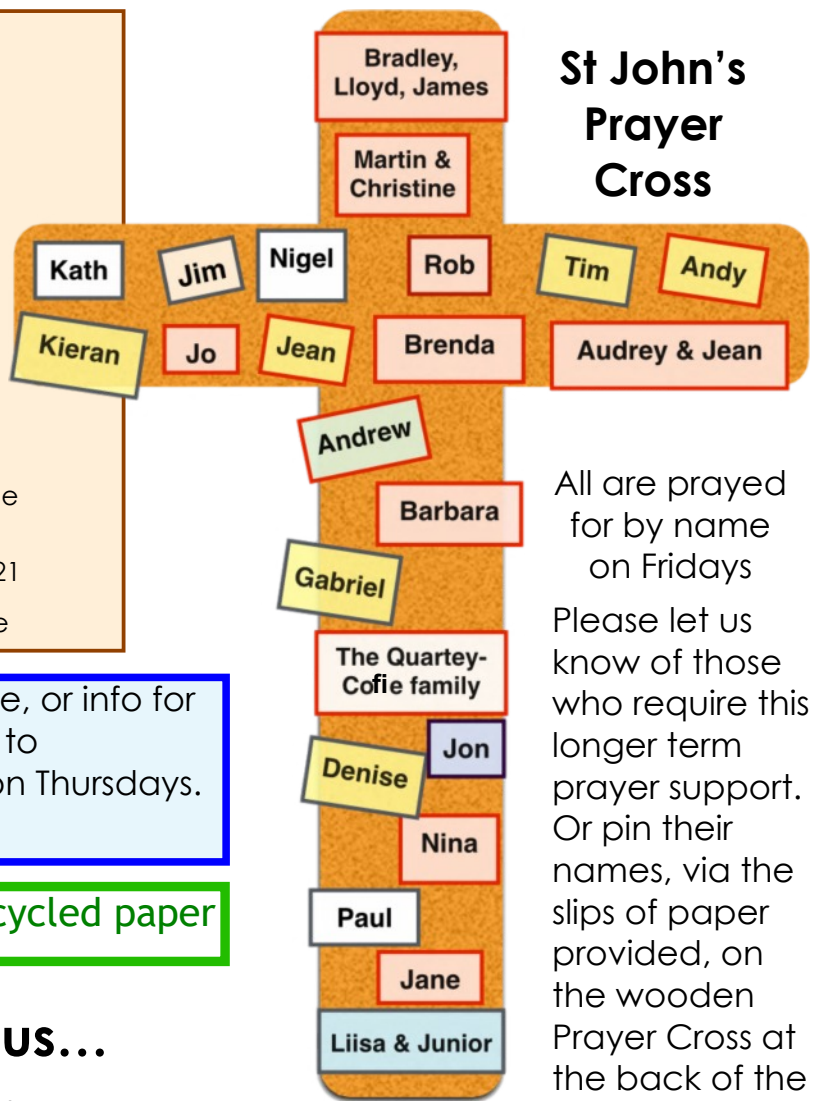 St John's
Prayer
Cross
Bradley,
Lloyd, James
Martin &
Christine
Kath
Jim
Nigel
Rob
Tim
Andy
Kieran
Jo
Jean
Brenda
Audrey & Jean
Andrew
Barbara
Gabriel
The Quartey-
Cofie family
Jon
Denise
Nina
Paul
Jane
Liisa & Junior
All are prayed
for by name
on Fridays
Please let us
know of those
who require this
longer term
prayer support.
Or pin their
names, via the
slips of paper
provided, on
the wooden
Prayer Cross at
the back of the
e
21
e
e, or info for
to
on Thursdays.
cycled paper
us…